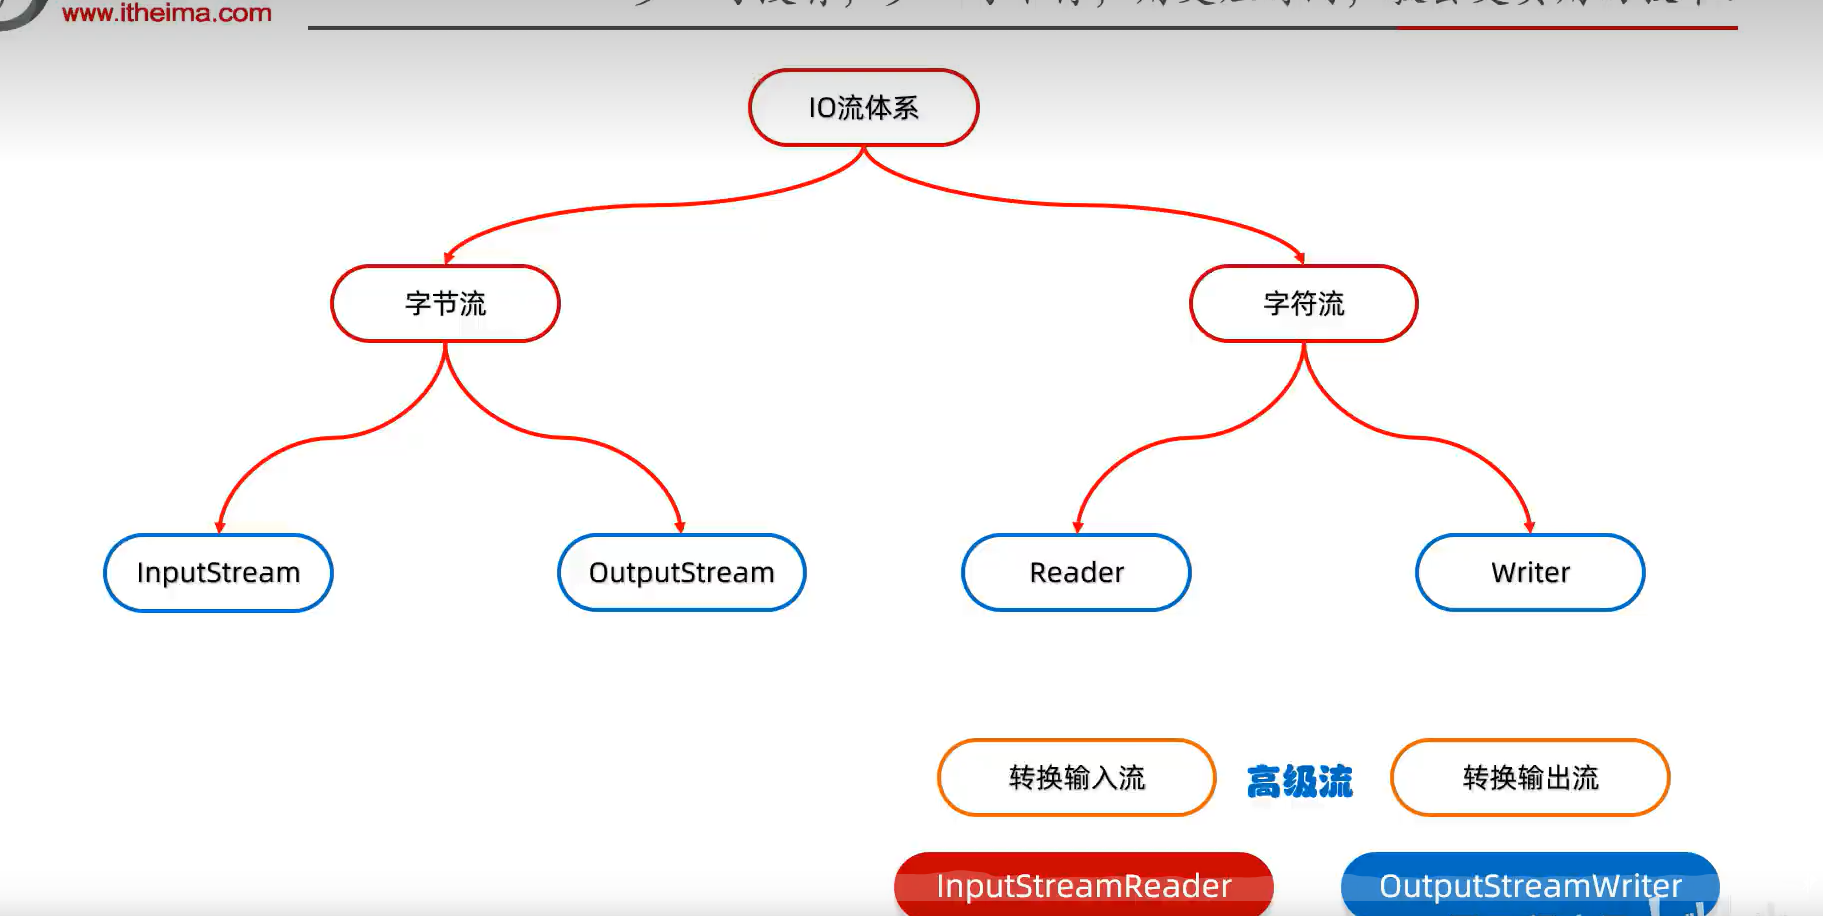 www.itheima.com
IO流体系
字节流
字符流
InputStream
OutputStream
Reader
Writer
转换输入流
高级流
转换输出流
InputStreamReader
OutputStreamWriter